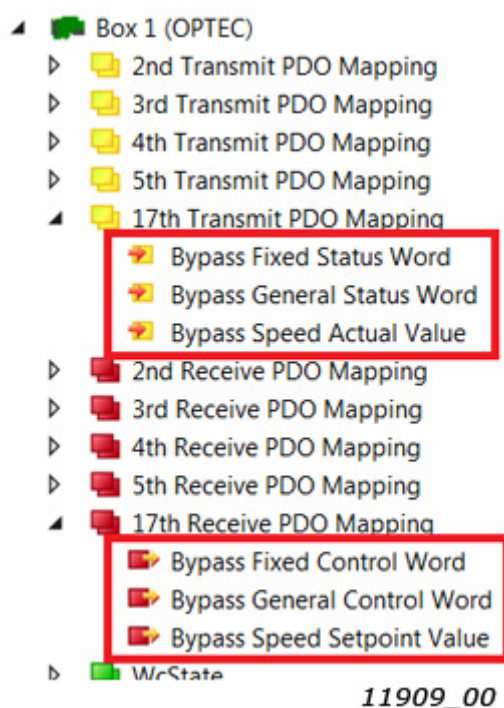 Box 1 (OPTEC)
2nd Transmit PDO Mapping
3rd Transmit PDO Mapping
4th Transmit PDO Mapping
5th Transmit PDO Mapping
17th Transmit PDO Mapping
Bypass Fixed Status Word
Bypass General Status Word
Bypass Speed Actual Value
2nd Receive PDO Mapping
3rd Receive PDO Mapping
4th Receive PDO Mapping
5th Receive PDO Mapping
17th Receive PDO Mapping
Bypass Fixed Control Word
Bypass General Control Word
Bypass Speed Setpoint Value
WcState
11909_00